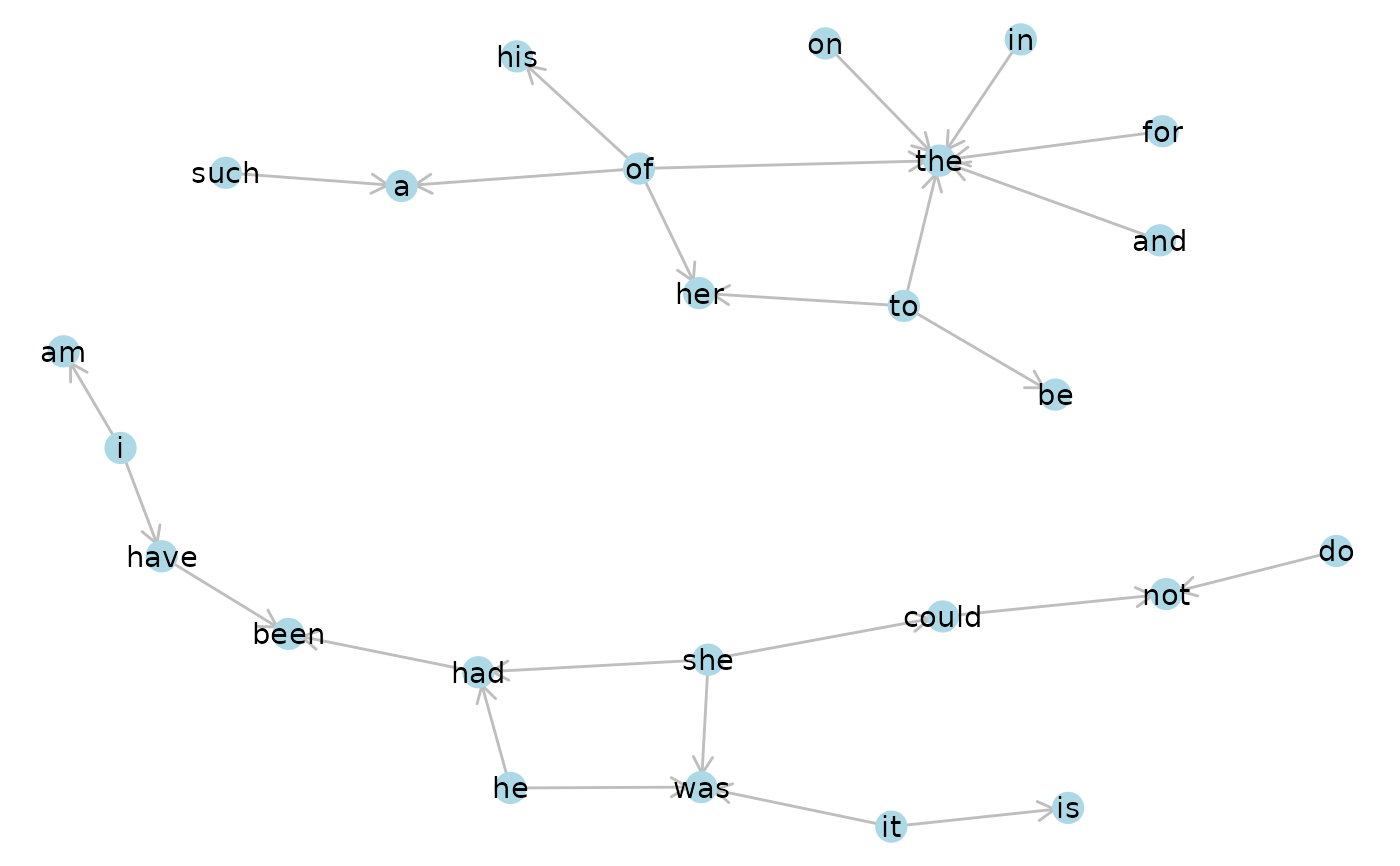 his
on
in
for
such
a
of
the
and
her
to
am
be
i
have
do
been
could
not
had
she
he
was
it
is